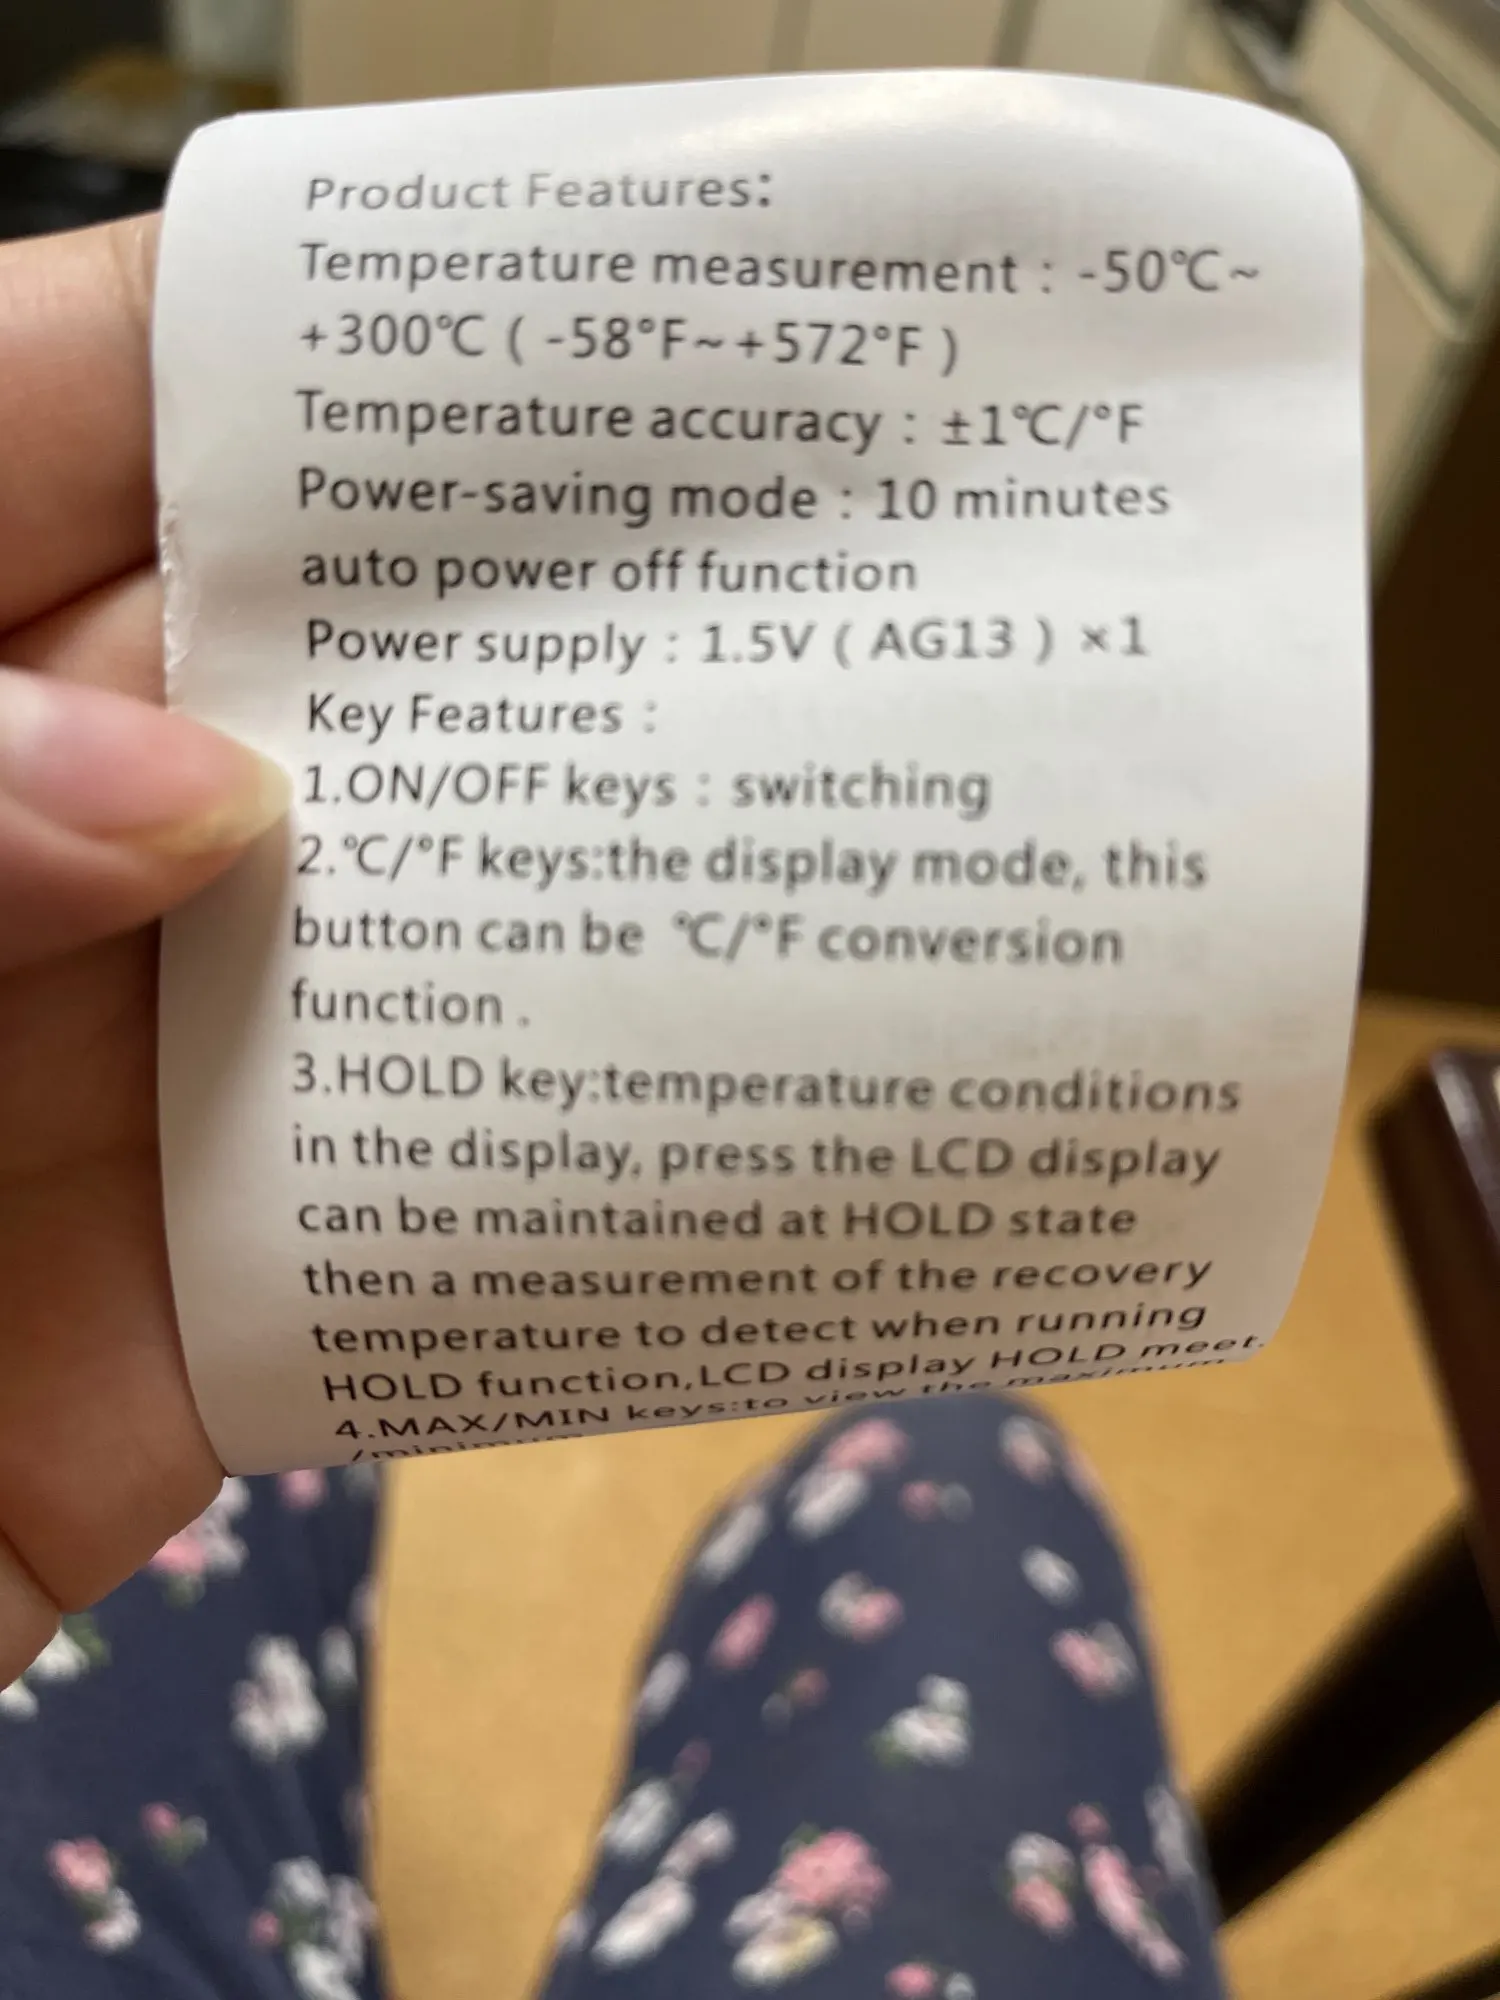 Product Features:
Temperature measurement : -50℃~
+300℃ ( -58°F~+572°F )
Temperature accuracy : ±1℃/°F
Power-saving mode : 10 minutes
auto power off function
Power supply : 1.5V ( AG13 ) ×1
Key Features :
1.ON/OFF keys : switching
2.℃/°F keys:the display mode, this
button can be ℃/°F conversion
function .
3.HOLD key:temperature conditions
in the display, press the LCD display
can be maintained at HOLD state
then a measurement of the recovery
temperature to detect when running
HOLD function,LCD display HOLD meet.
4.MAX/MIN keys:to view the maximum
/minimum